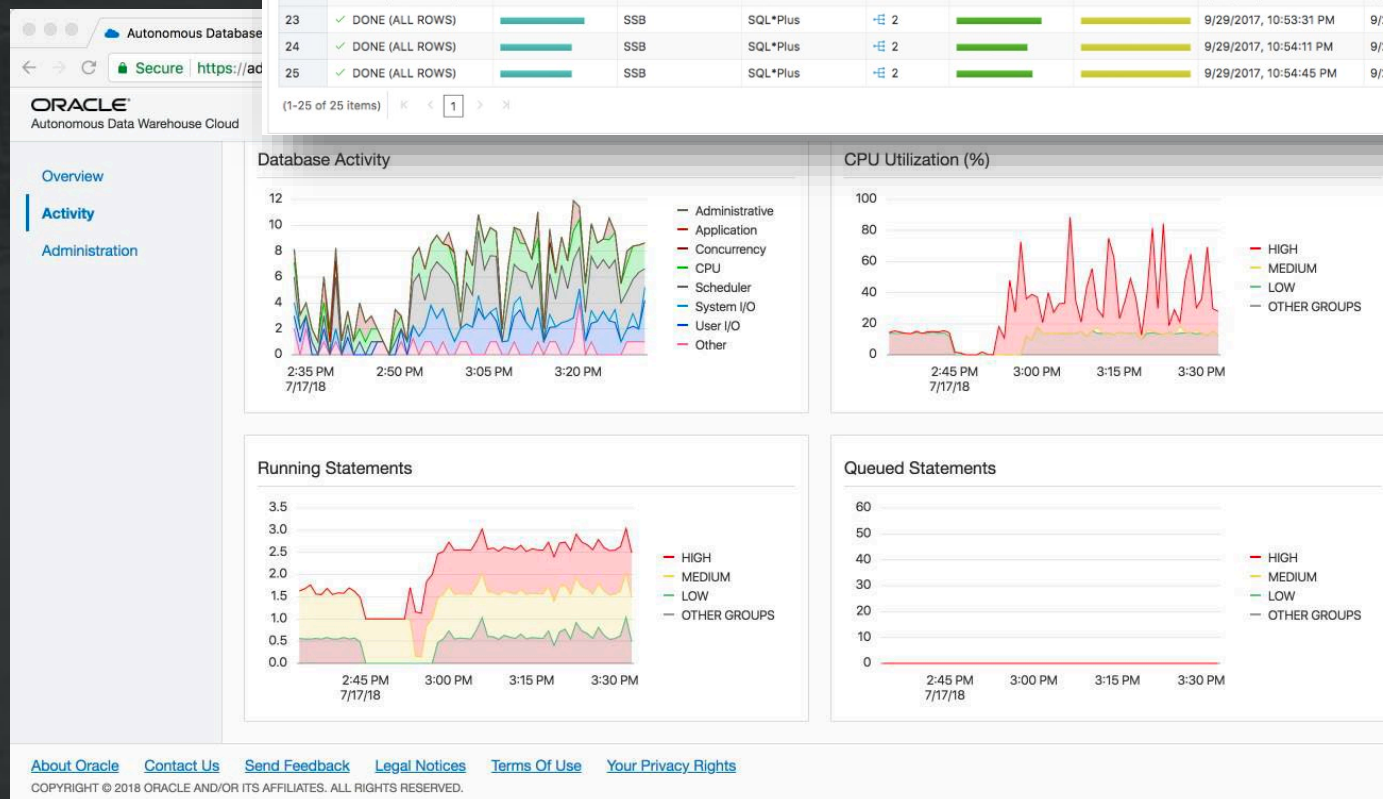 23 ✓ DONE (ALL ROWS) SSB SQL*Plus 2 9/29/2017, 10:53:31 PM 9/
24 ✓ DONE (ALL ROWS) SSB SQL*Plus 2 9/29/2017, 10:54:11 PM 9/
25 ✓ DONE (ALL ROWS) SSB SQL*Plus 2 9/29/2017, 10:54:45 PM 9/
(1-25 of 25 items) 1
Autonomous Database
Secure https://ad
ORACLE
Autonomous Data Warehouse Cloud
Overview
Activity
Administration
Database Activity
12
10
8
6
4
2
0
2:35 PM 2:50 PM 3:05 PM 3:20 PM
7/17/18
Administrative
Application
Concurrency
CPU
Scheduler
System I/O
User I/O
Other
CPU Utilization (%)
100
80
60
40
20
0
2:45 PM 3:00 PM 3:15 PM 3:30 PM
7/17/18
HIGH
MEDIUM
LOW
OTHER GROUPS
Running Statements
3.5
3.0
2.5
2.0
1.5
1.0
0.5
0.0
2:45 PM 3:00 PM 3:15 PM 3:30 PM
7/17/18
HIGH
MEDIUM
LOW
OTHER GROUPS
Queued Statements
60
50
40
30
20
10
0
2:45 PM 3:00 PM 3:15 PM 3:30 PM
7/17/18
HIGH
MEDIUM
LOW
OTHER GROUPS
About Oracle Contact Us Send Feedback Legal Notices Terms Of Use Your Privacy Rights
COPYRIGHT © 2018 ORACLE AND/OR ITS AFFILIATES. ALL RIGHTS RESERVED.